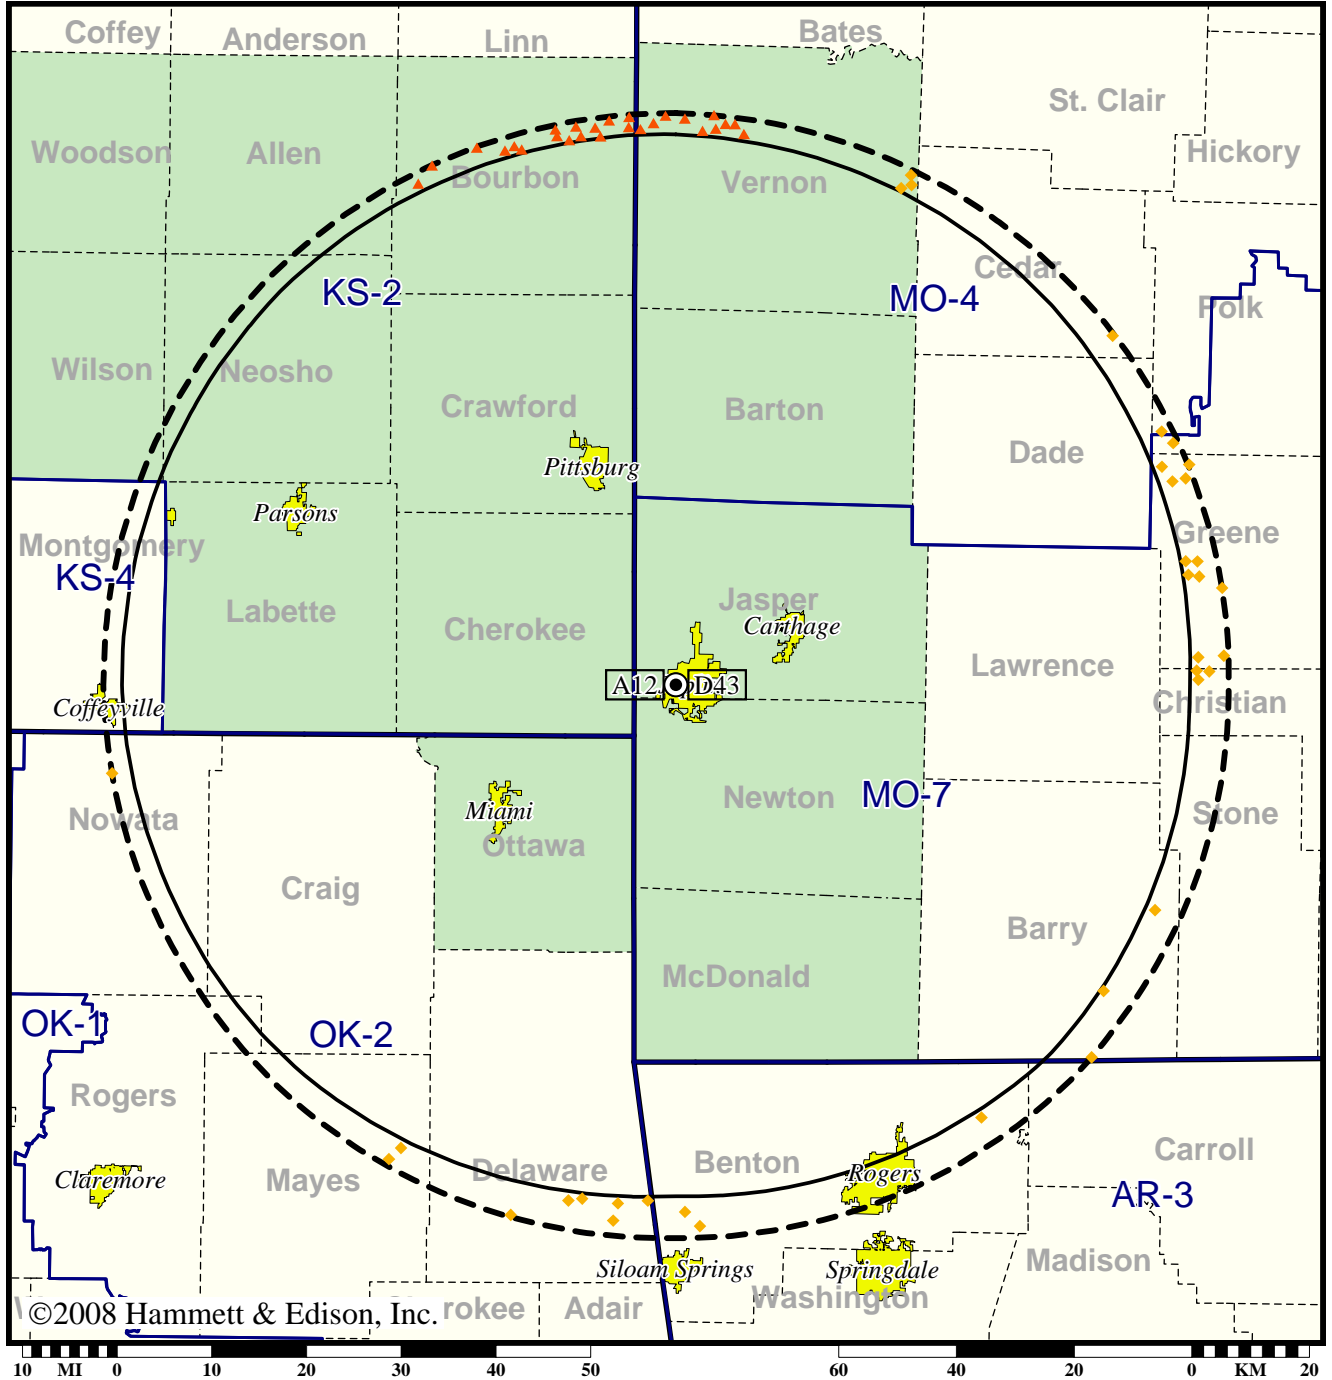 Coffey
Anderson
Linn
Bates
St. Clair
Hickory
Woodson
Allen
Bourbon
Vernon
Cedar
Polk
KS-2
MO-4
Wilson
Neosho
Crawford
Barton
Dade
Pittsburg
Parsons
Montgomery
Greene
KS-4
Labette
Cherokee
Jasper
Carthage
Lawrence
A12
D43
Christian
Coffeyville
Nowata
Miami
Ottawa
Newton
MO-7
Stone
Craig
Barry
McDonald
OK-1
OK-2
Rogers
Claremore
Mayes
Delaware
Benton
Rogers
Carroll
AR-3
Siloam Springs
Springdale
Madison
Washington
©2008 Hammett & Edison, Inc.
rokee
Adair
10 MI 0 10 20 30 40 50 60 40 20 0 KM 20